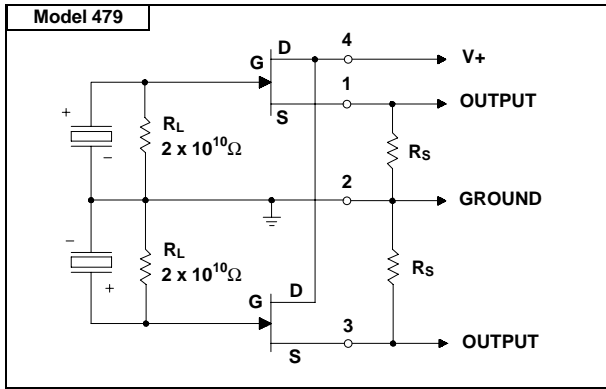 Model 479
D
4
V+
G
1
OUTPUT
S
+
RL
2 x 10¹⁰Ω
−
RS
2
GROUND
−
RL
2 x 10¹⁰Ω
+
RS
G
D
3
OUTPUT
S